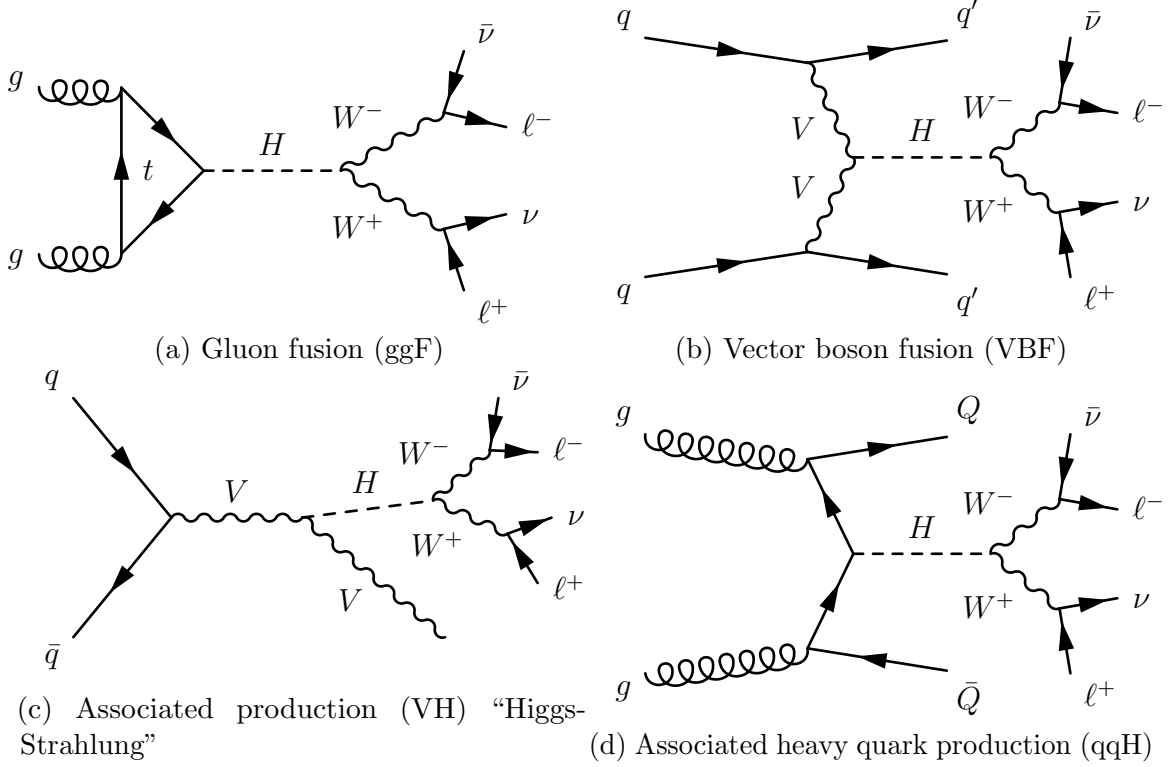 g
g
t
H
W⁻
W⁺
ν̄
ℓ⁻
ν
ℓ⁺
(a) Gluon fusion (ggF)
q
q
q′
q′
V
V
H
W⁻
W⁺
ν̄
ℓ⁻
ν
ℓ⁺
(b) Vector boson fusion (VBF)
q
q̄
V
V
H
W⁻
W⁺
ν̄
ℓ⁻
ν
ℓ⁺
(c) Associated production (VH) “Higgs-
Strahlung”
g
g
Q
Q̄
H
W⁻
W⁺
ν̄
ℓ⁻
ν
ℓ⁺
(d) Associated heavy quark production (qqH)